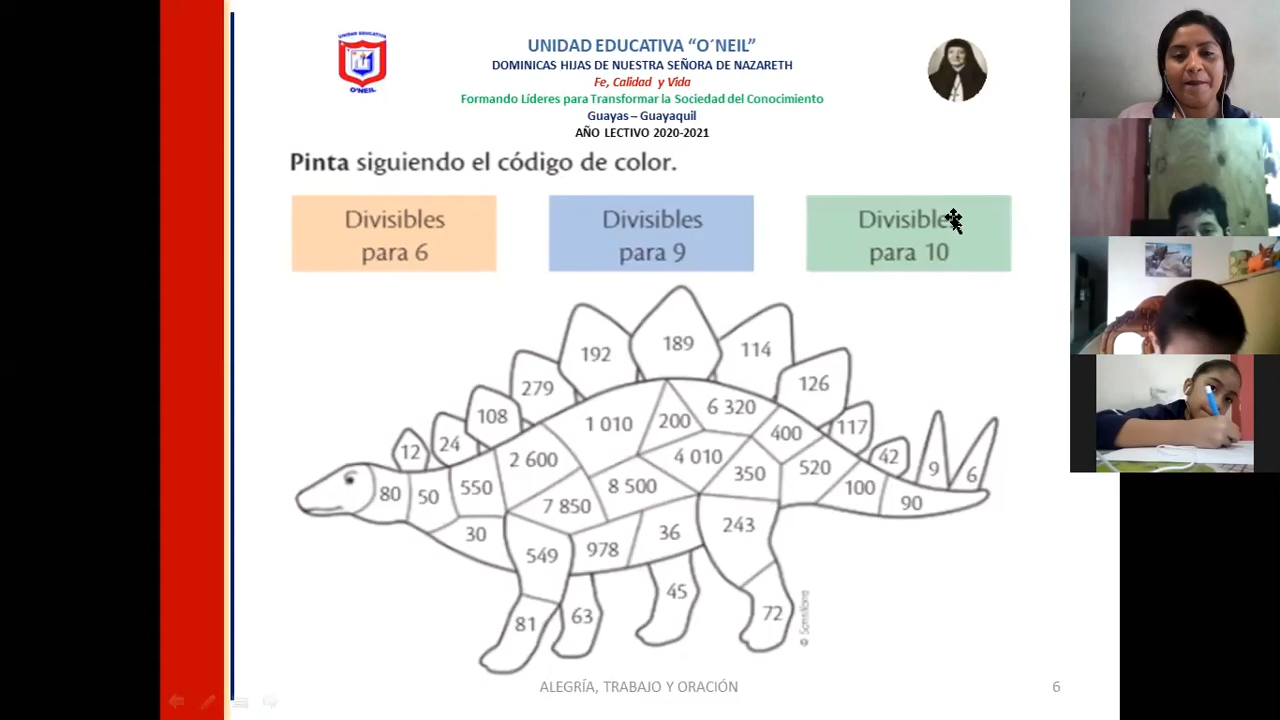 UNIDAD EDUCATIVA
O´NEIL
UNIDAD EDUCATIVA “O´NEIL”
DOMINICAS HIJAS DE NUESTRA SEÑORA DE NAZARETH
Fe, Calidad y Vida
Formando Líderes para Transformar la Sociedad del Conocimiento
Guayas – Guayaquil
AÑO LECTIVO 2020-2021
Pinta siguiendo el código de color.
Divisibles
para 6
Divisibles
para 9
Divisibles
para 10
189
192
114
279
126
108
1 010
200
6 320
400
117
12
24
2 600
4 010
350
520
42
9
6
80
50
550
7 850
8 500
100
90
30
549
978
36
243
45
81
63
72
© Santillana
ALEGRÍA, TRABAJO Y ORACIÓN
6